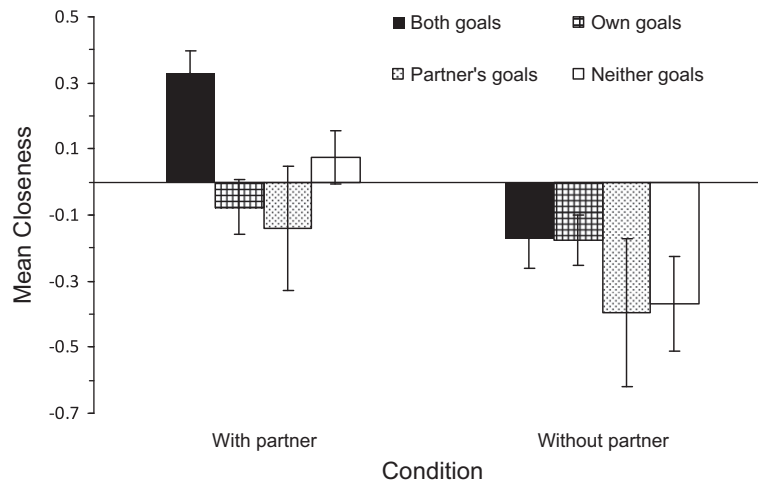 0.5
0.3
0.1
-0.1
-0.3
-0.5
-0.7
Mean Closeness
Both goals
Own goals
Partner's goals
Neither goals
With partner
Without partner
Condition